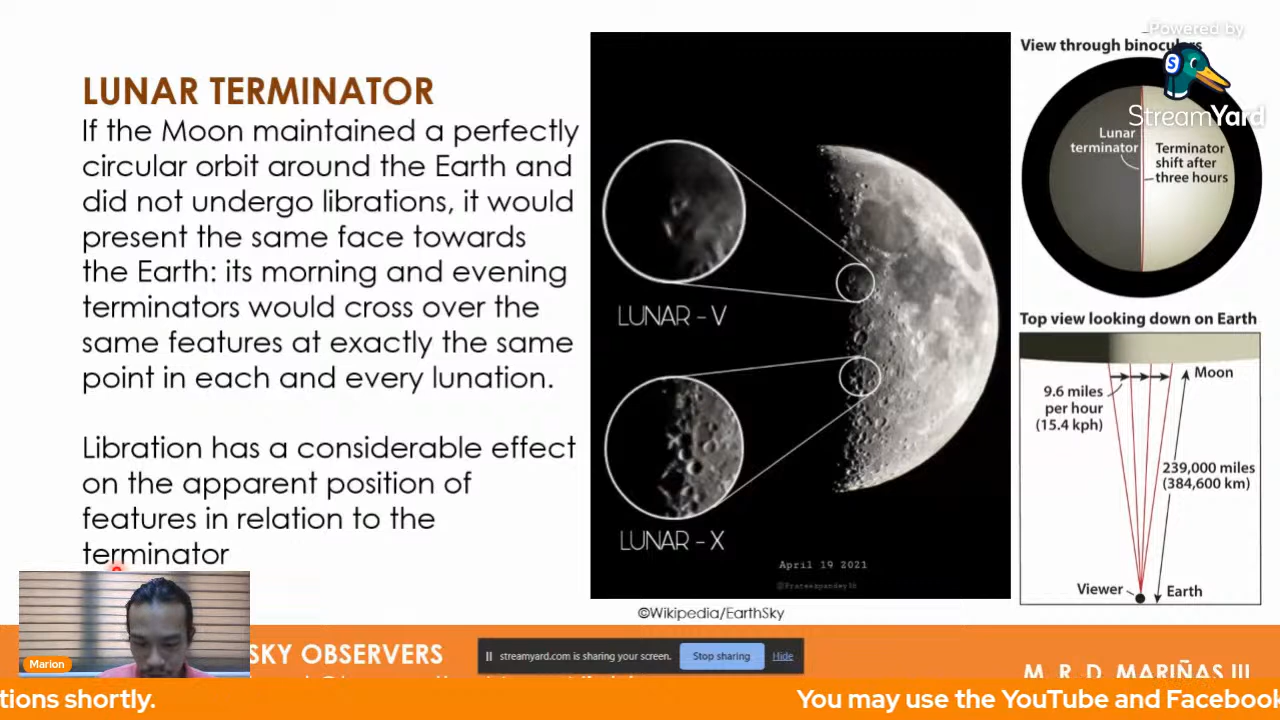 LUNAR TERMINATOR
If the Moon maintained a perfectly
circular orbit around the Earth and
did not undergo librations, it would
present the same face towards
the Earth: its morning and evening
terminators would cross over the
same features at exactly the same
point in each and every lunation.
Libration has a considerable effect
on the apparent position of
features in relation to the
terminator
LUNAR - V
LUNAR - X
April 19 2021
©Wikipedia/EarthSky
Powered by
StreamYard
View through binoculars
Lunar
terminator
Terminator
shift after
three hours
Top view looking down on Earth
Moon
9.6 miles
per hour
(15.4 kph)
239,000 miles
(384,600 km)
Viewer
Earth
Marion
SKY OBSERVERS
streamyard.com is sharing your screen.
Stop sharing
Hide
M. R. D. MARIÑAS III
tions shortly.
You may use the YouTube and Facebook